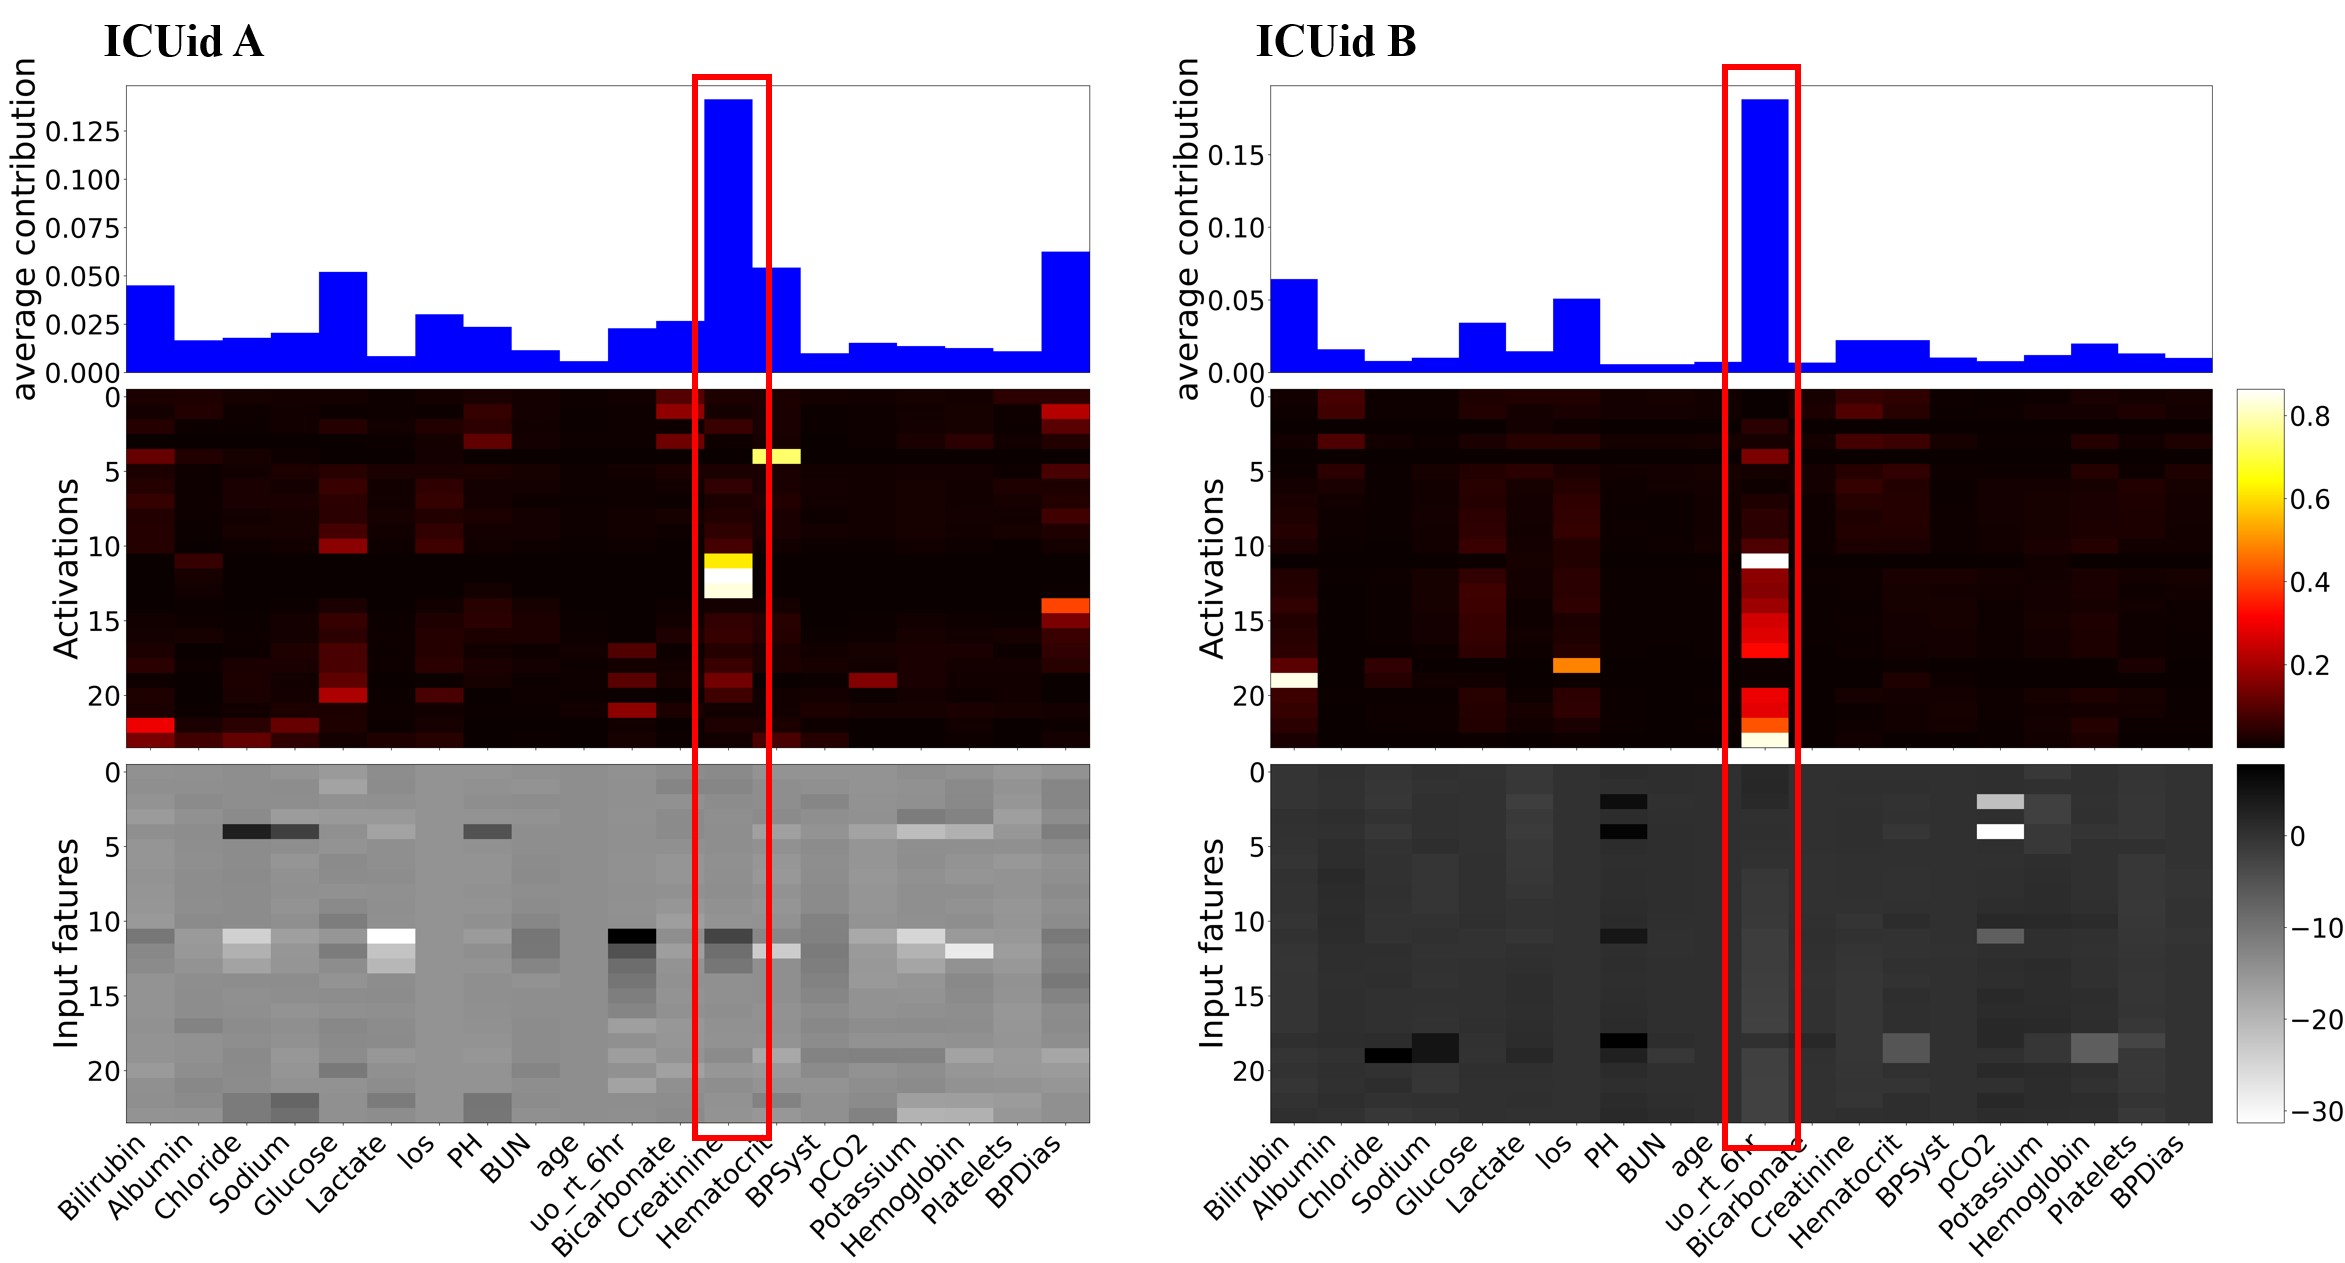 ICUid A
average contribution
0.125
0.100
0.075
0.050
0.025
0.000
Activations
0
5
10
15
20
Input fatures
0
5
10
15
20
Bilirubin
Albumin
Chloride
Sodium
Glucose
Lactate
los
PH
BUN
age
uo_rt_6hr
Bicarbonate
Creatinine
Hematocrit
BPSyst
pCO2
Potassium
Hemoglobin
Platelets
BPDias
ICUid B
average contribution
0.15
0.10
0.05
0.00
Activations
0
5
10
15
20
0.8
0.6
0.4
0.2
Input fatures
0
5
10
15
20
0
−10
−20
−30
Bilirubin
Albumin
Chloride
Sodium
Glucose
Lactate
los
PH
BUN
age
uo_rt_6hr
Bicarbonate
Creatinine
Hematocrit
BPSyst
pCO2
Potassium
Hemoglobin
Platelets
BPDias